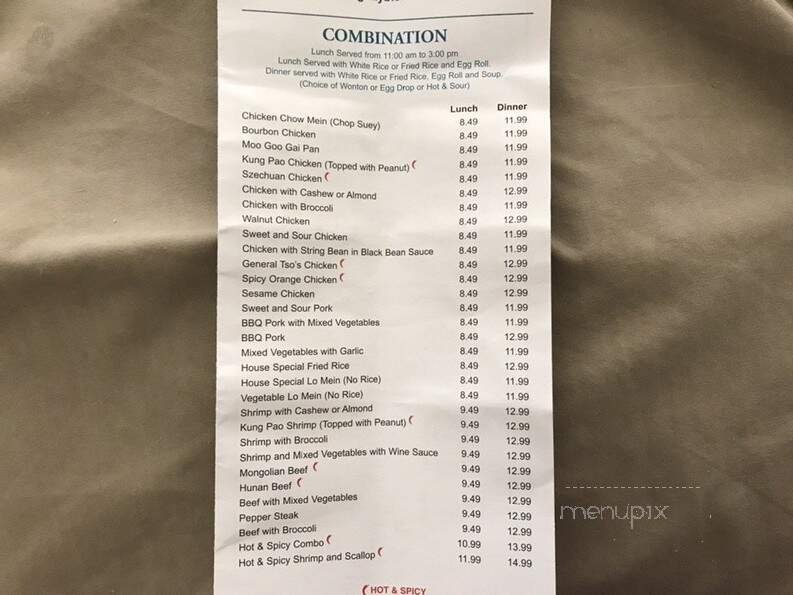 COMBINATION
Lunch Served from 11:00 am to 3:00 pm
Lunch Served with White Rice or Fried Rice and Egg Roll.
Dinner served with White Rice or Fried Rice, Egg Roll and Soup.
(Choice of Wonton or Egg Drop or Hot & Sour)
Lunch Dinner
Chicken Chow Mein (Chop Suey) 8.49 11.99
Bourbon Chicken 8.49 11.99
Moo Goo Gai Pan 8.49 11.99
Kung Pao Chicken (Topped with Peanut) 8.49 11.99
Szechuan Chicken 8.49 11.99
Chicken with Cashew or Almond 8.49 12.99
Chicken with Broccoli 8.49 11.99
Walnut Chicken 8.49 12.99
Sweet and Sour Chicken 8.49 11.99
Chicken with String Bean in Black Bean Sauce 8.49 11.99
General Tso's Chicken 8.49 12.99
Spicy Orange Chicken 8.49 12.99
Sesame Chicken 8.49 12.99
Sweet and Sour Pork 8.49 11.99
BBQ Pork with Mixed Vegetables 8.49 11.99
BBQ Pork 8.49 12.99
Mixed Vegetables with Garlic 8.49 11.99
House Special Fried Rice 8.49 12.99
House Special Lo Mein (No Rice) 8.49 11.99
Vegetable Lo Mein (No Rice) 8.49 11.99
Shrimp with Cashew or Almond 9.49 12.99
Kung Pao Shrimp (Topped with Peanut) 9.49 12.99
Shrimp with Broccoli 9.49 12.99
Shrimp and Mixed Vegetables with Wine Sauce 9.49 12.99
Mongolian Beef 9.49 12.99
Hunan Beef 9.49 12.99
Beef with Mixed Vegetables 9.49 12.99
Pepper Steak 9.49 12.99
Beef with Broccoli 9.49 12.99
Hot & Spicy Combo 10.99 13.99
Hot & Spicy Shrimp and Scallop 11.99 14.99
HOT & SPICY
menupix